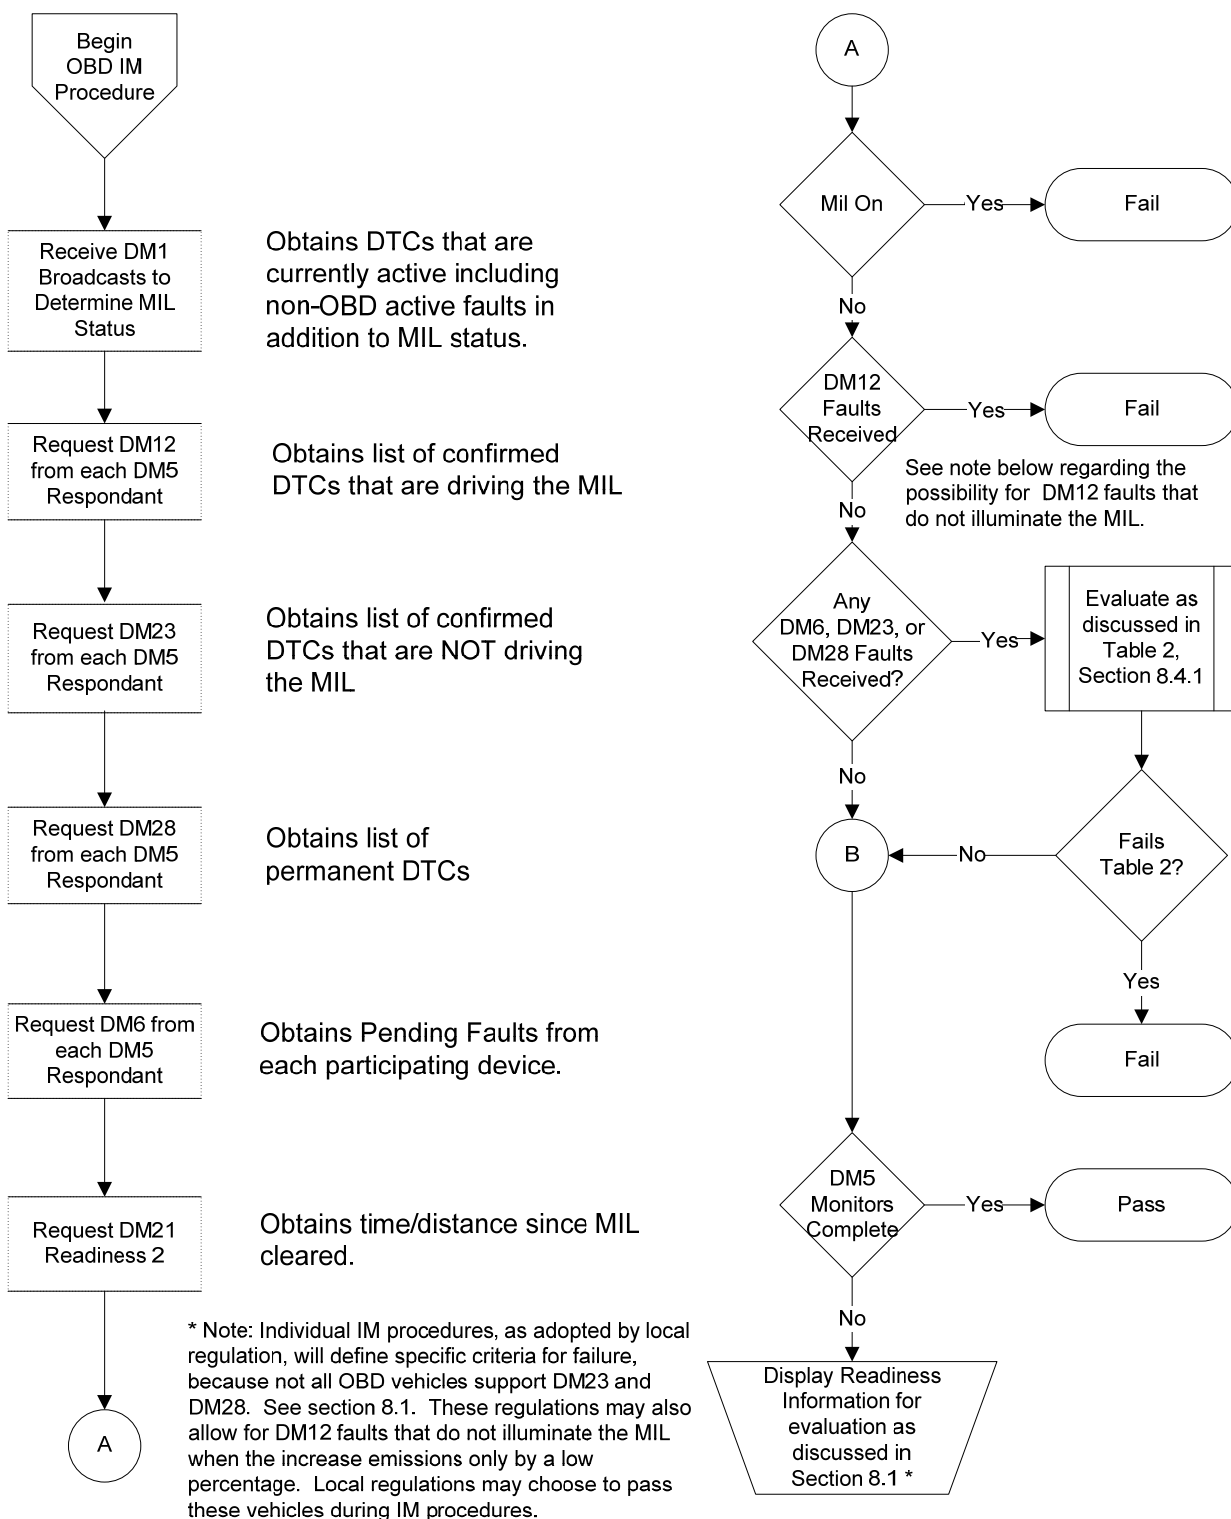 Begin
OBD IM
Procedure
Receive DM1
Broadcasts to
Determine MIL
Status
Obtains DTCs that are
currently active including
non-OBD active faults in
addition to MIL status.
Request DM12
from each DM5
Respondant
Obtains list of confirmed
DTCs that are driving the MIL
Request DM23
from each DM5
Respondant
Obtains list of confirmed
DTCs that are NOT driving
the MIL
Request DM28
from each DM5
Respondant
Obtains list of
permanent DTCs
Request DM6 from
each DM5
Respondant
Obtains Pending Faults from
each participating device.
Request DM21
Readiness 2
Obtains time/distance since MIL
cleared.
A
* Note: Individual IM procedures, as adopted by local
regulation, will define specific criteria for failure,
because not all OBD vehicles support DM23 and
DM28. See section 8.1. These regulations may also
allow for DM12 faults that do not illuminate the MIL
when the increase emissions only by a low
percentage. Local regulations may choose to pass
these vehicles during IM procedures.
A
Mil On
Yes
Fail
No
DM12
Faults
Received
Yes
Fail
See note below regarding the
possibility for DM12 faults that
do not illuminate the MIL.
No
Any
DM6, DM23, or
DM28 Faults
Received?
Yes
Evaluate as
discussed in
Table 2,
Section 8.4.1
No
B
No
Fails
Table 2?
Yes
Fail
DM5
Monitors
Complete
Yes
Pass
No
Display Readiness
Information for
evaluation as
discussed in
Section 8.1 *